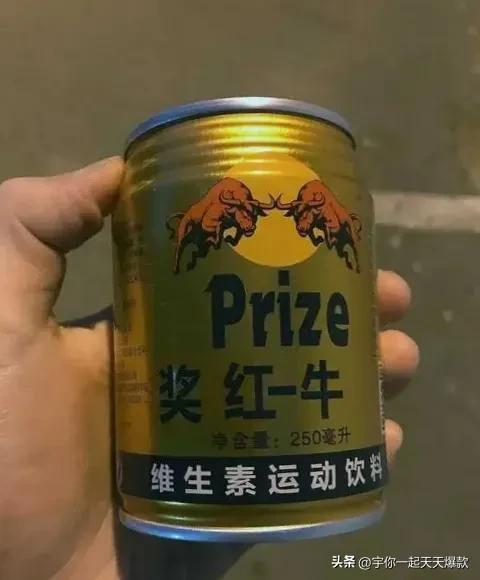 Prize
奖 红一牛
净含量：250毫升
维生素运动饮料
头条 @宇你一起天天爆款